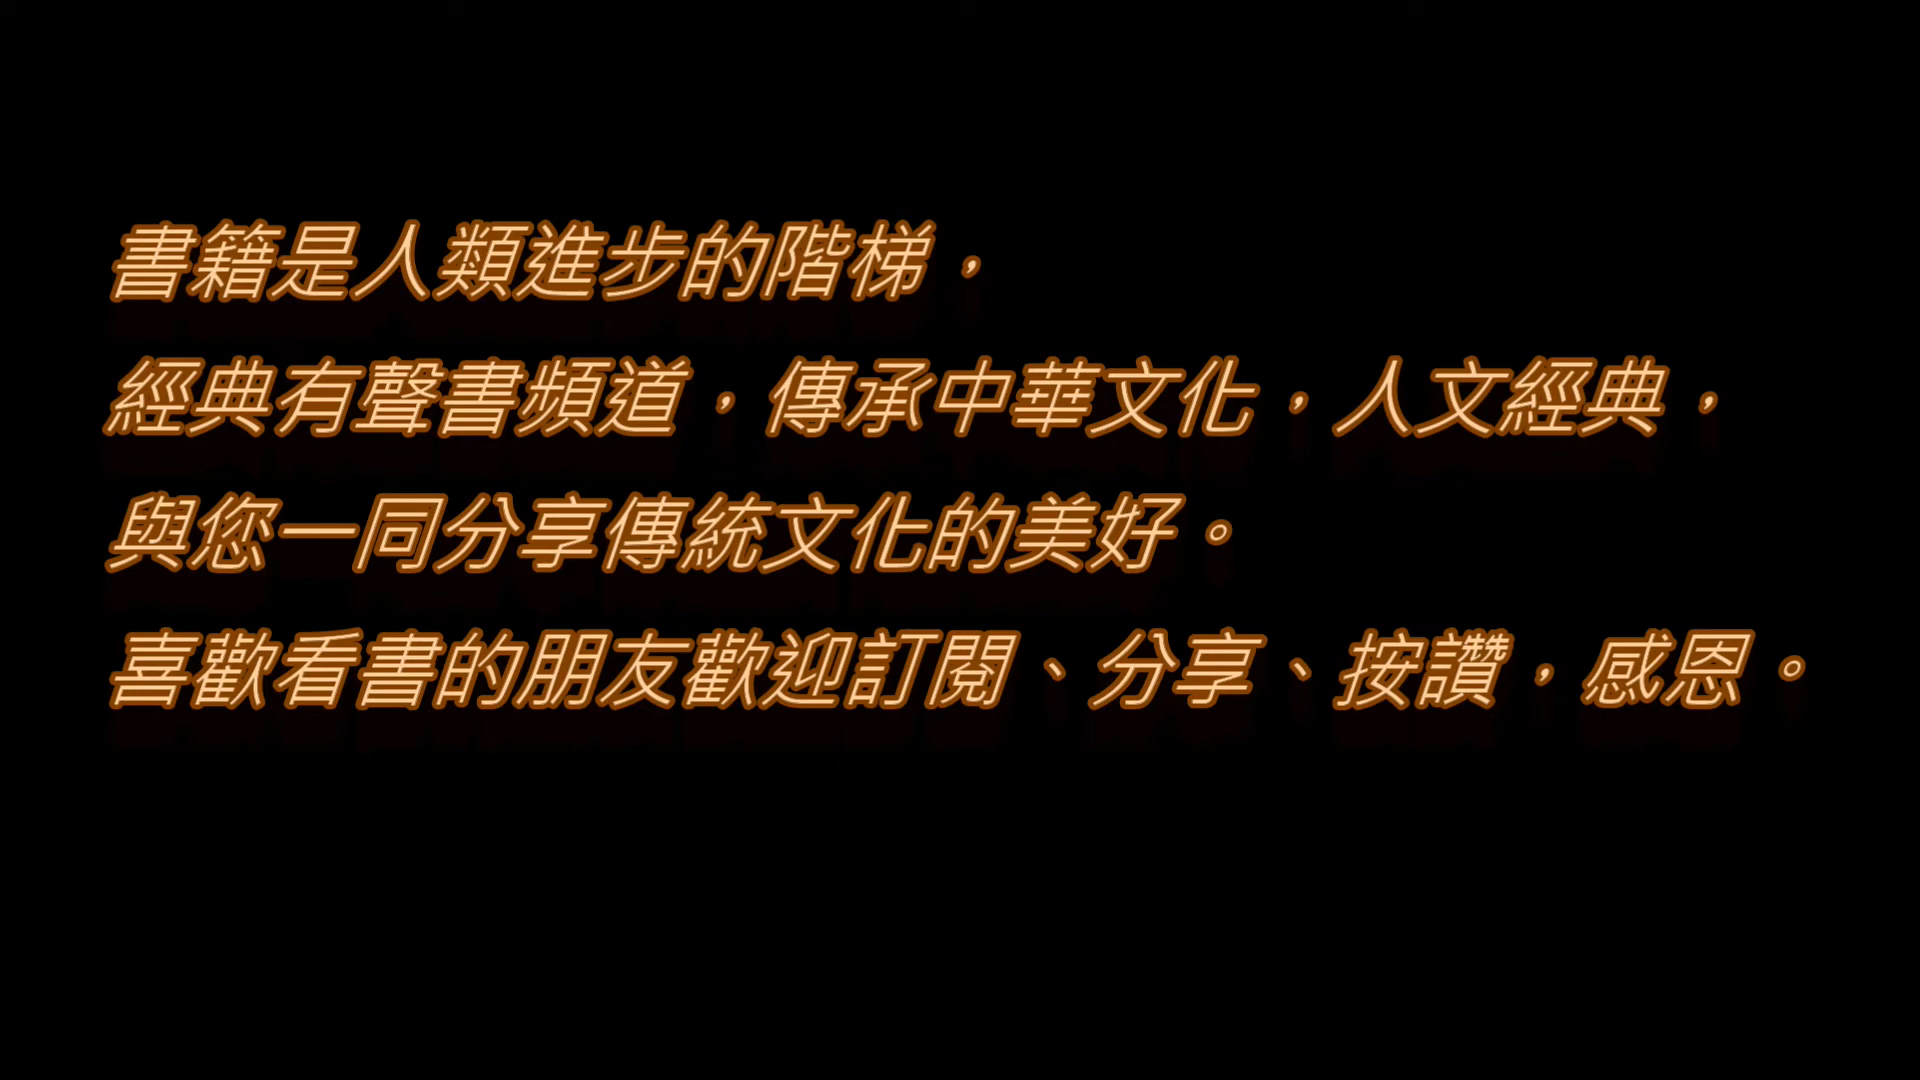 書籍是人類進步的階梯，
經典有聲書頻道，傳承中華文化，人文經典，
與您一同分享傳統文化的美好。
喜歡看書的朋友歡迎訂閱、分享、按讚，感恩。